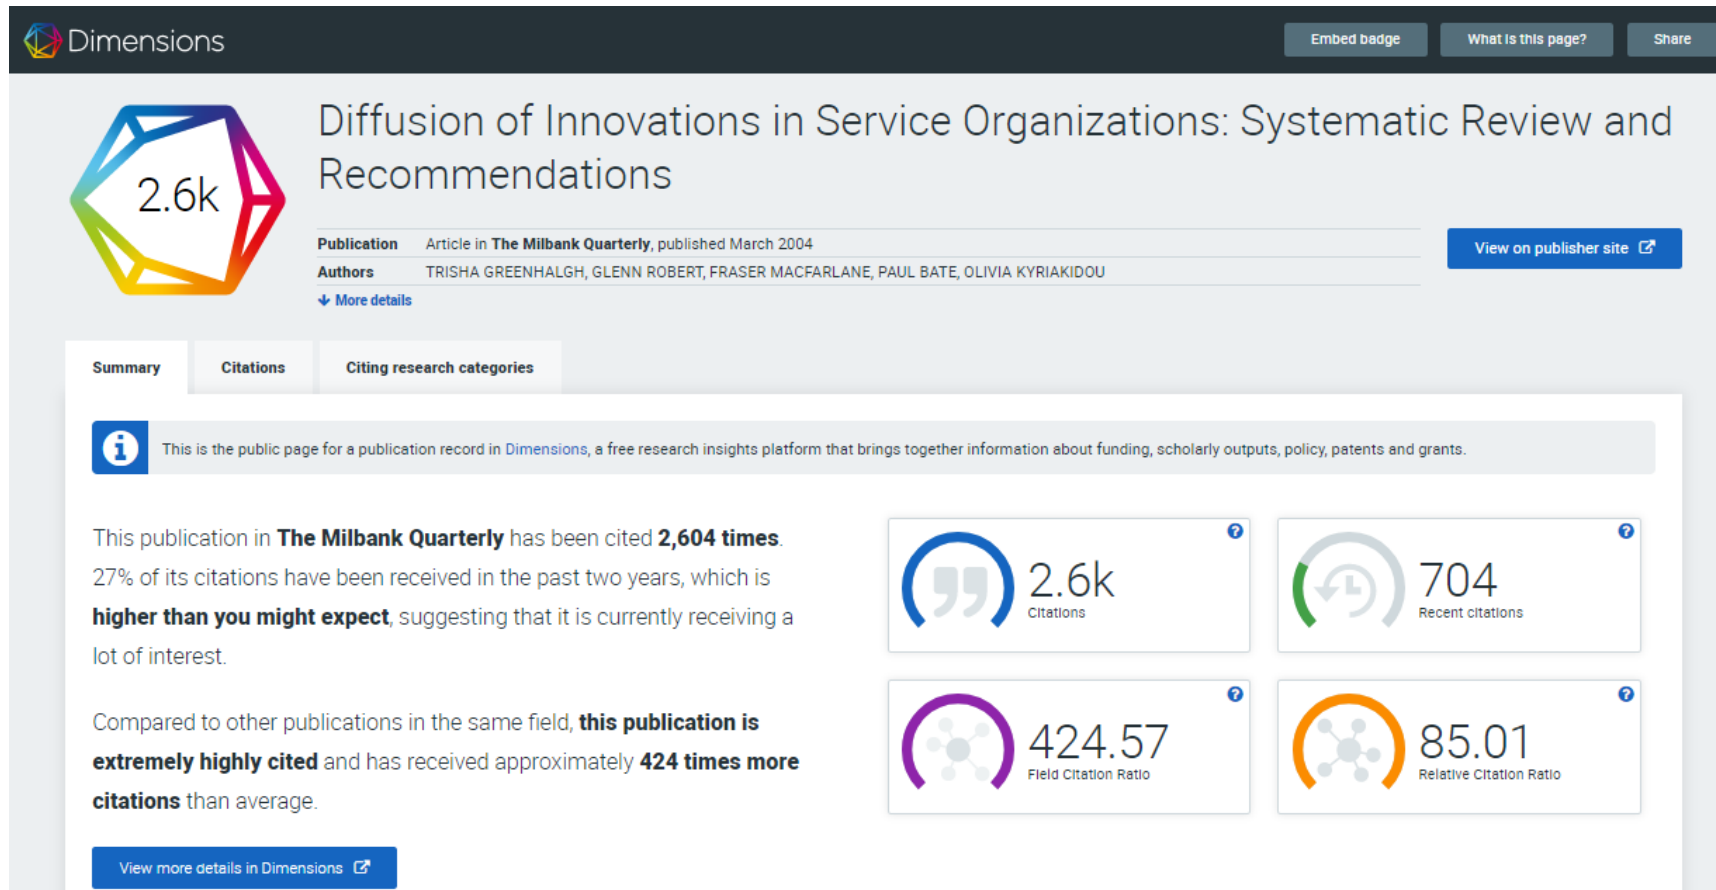 Dimensions
Embed badge
What is this page?
Share
2.6k
Diffusion of Innovations in Service Organizations: Systematic Review and
Recommendations
Publication Article in The Milbank Quarterly, published March 2004
Authors TRISHA GREENHALGH, GLENN ROBERT, FRASER MACFARLANE, PAUL BATE, OLIVIA KYRIAKIDOU
More details
View on publisher site
Summary
Citations
Citing research categories
This is the public page for a publication record in Dimensions, a free research insights platform that brings together information about funding, scholarly outputs, policy, patents and grants.
This publication in The Milbank Quarterly has been cited 2,604 times.
27% of its citations have been received in the past two years, which is
higher than you might expect, suggesting that it is currently receiving a
lot of interest.
Compared to other publications in the same field, this publication is
extremely highly cited and has received approximately 424 times more
citations than average.
View more details in Dimensions
2.6k
Citations
704
Recent citations
424.57
Field Citation Ratio
85.01
Relative Citation Ratio